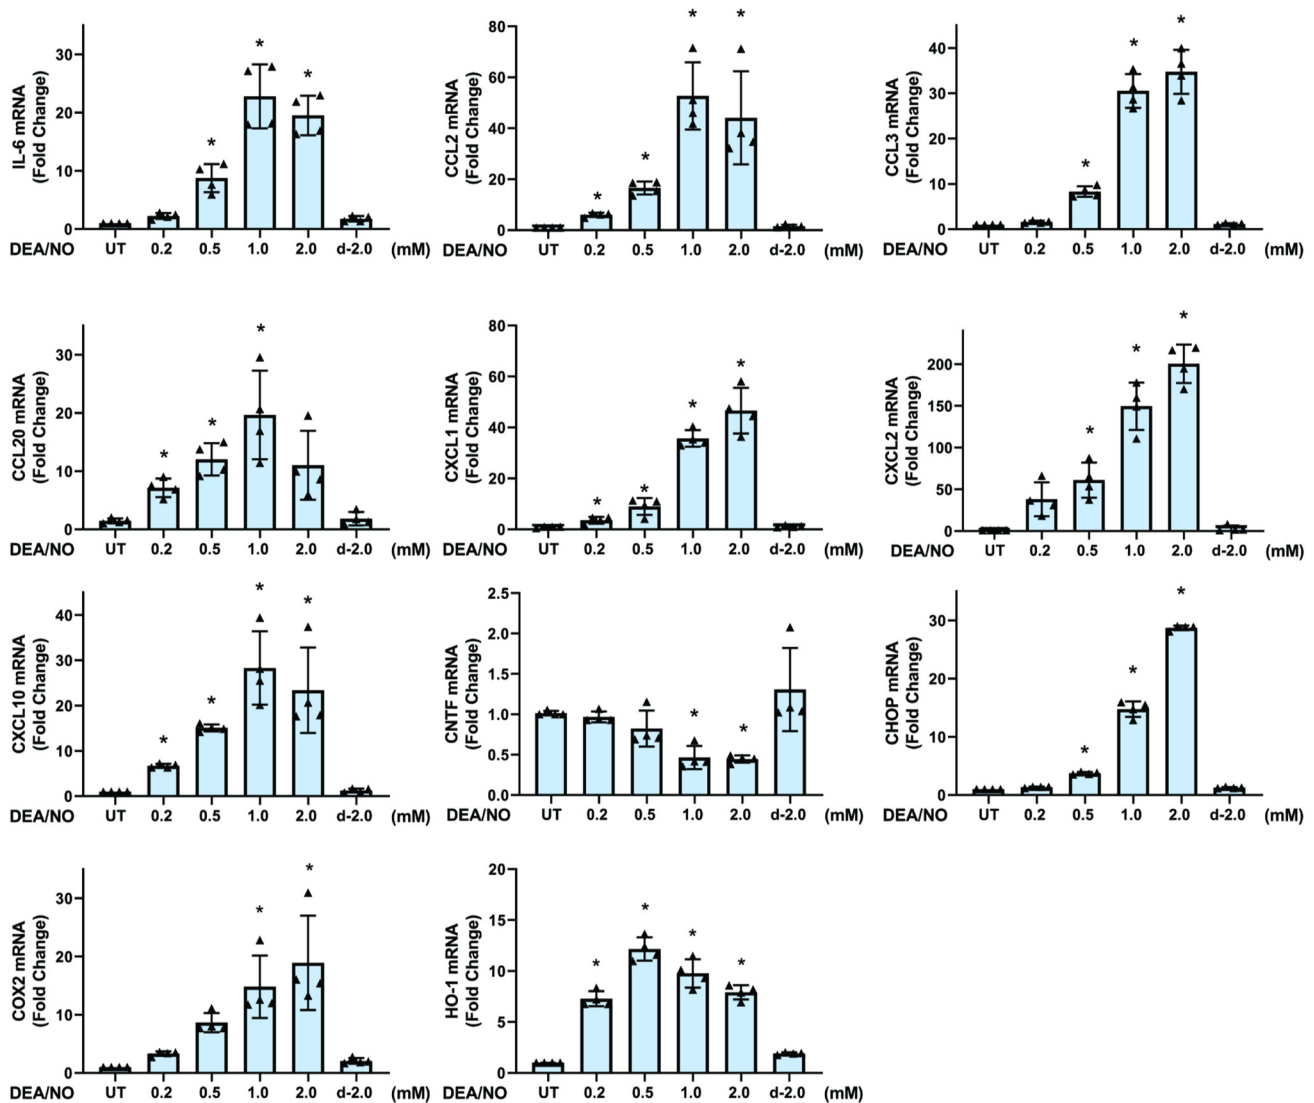 IL-6 mRNA
(Fold Change)
30
20
10
0
*
*
*
DEA/NO UT 0.2 0.5 1.0 2.0 d-2.0 (mM)
CCL2 mRNA
(Fold Change)
80
60
40
20
0
*
*
*
*
DEA/NO UT 0.2 0.5 1.0 2.0 d-2.0 (mM)
CCL3 mRNA
(Fold Change)
40
30
20
10
0
*
*
*
DEA/NO UT 0.2 0.5 1.0 2.0 d-2.0 (mM)
CCL20 mRNA
(Fold Change)
30
20
10
0
*
*
*
DEA/NO UT 0.2 0.5 1.0 2.0 d-2.0 (mM)
CXCL1 mRNA
(Fold Change)
80
60
40
20
0
*
*
*
*
DEA/NO UT 0.2 0.5 1.0 2.0 d-2.0 (mM)
CXCL2 mRNA
(Fold Change)
200
150
100
50
0
*
*
*
DEA/NO UT 0.2 0.5 1.0 2.0 d-2.0 (mM)
CXCL10 mRNA
(Fold Change)
40
30
20
10
0
*
*
*
*
DEA/NO UT 0.2 0.5 1.0 2.0 d-2.0 (mM)
CNTF mRNA
(Fold Change)
2.5
2.0
1.5
1.0
0.5
0.0
*
*
DEA/NO UT 0.2 0.5 1.0 2.0 d-2.0 (mM)
CHOP mRNA
(Fold Change)
30
20
10
0
*
*
*
DEA/NO UT 0.2 0.5 1.0 2.0 d-2.0 (mM)
COX2 mRNA
(Fold Change)
30
20
10
0
*
*
DEA/NO UT 0.2 0.5 1.0 2.0 d-2.0 (mM)
HO-1 mRNA
(Fold Change)
20
15
10
5
0
*
*
*
*
DEA/NO UT 0.2 0.5 1.0 2.0 d-2.0 (mM)